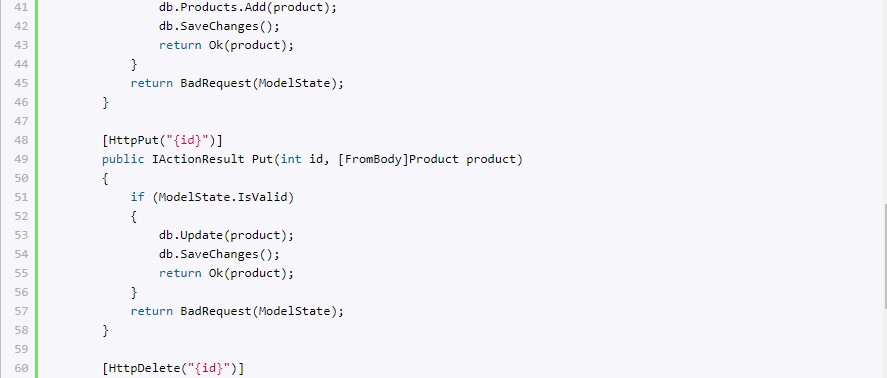 41                 db.Products.Add(product);
42                 db.SaveChanges();
43                 return Ok(product);
44             }
45             return BadRequest(ModelState);
46         }
47
48         [HttpPut("{id}")]
49         public IActionResult Put(int id, [FromBody]Product product)
50         {
51             if (ModelState.IsValid)
52             {
53                 db.Update(product);
54                 db.SaveChanges();
55                 return Ok(product);
56             }
57             return BadRequest(ModelState);
58         }
59
60         [HttpDelete("{id}")]